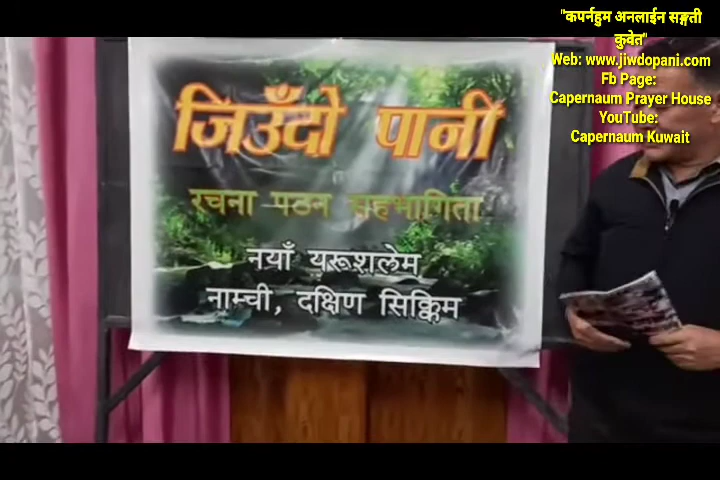 "कपर्नहुम अनलाईन सङ्गती
कुवेत"
Web: www.jiwdopani.com
Fb Page:
Capernaum Prayer House
YouTube:
Capernaum Kuwait
जिउँदो पानी
रचना पठन सहभागिता
नयाँ यरूशलेम
नाम्ची, दक्षिण सिक्किम